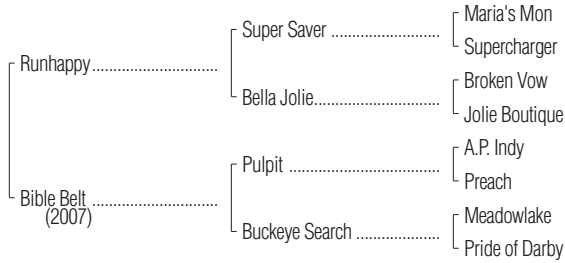 Maria's Mon
Super Saver ........................
Supercharger
Runhappy ...........................
Broken Vow
Bella Jolie...........................
Jolie Boutique
A.P. Indy
Pulpit .................................
Preach
Bible Belt ...........................
(2007)
Meadowlake
Buckeye Search .................
Pride of Darby